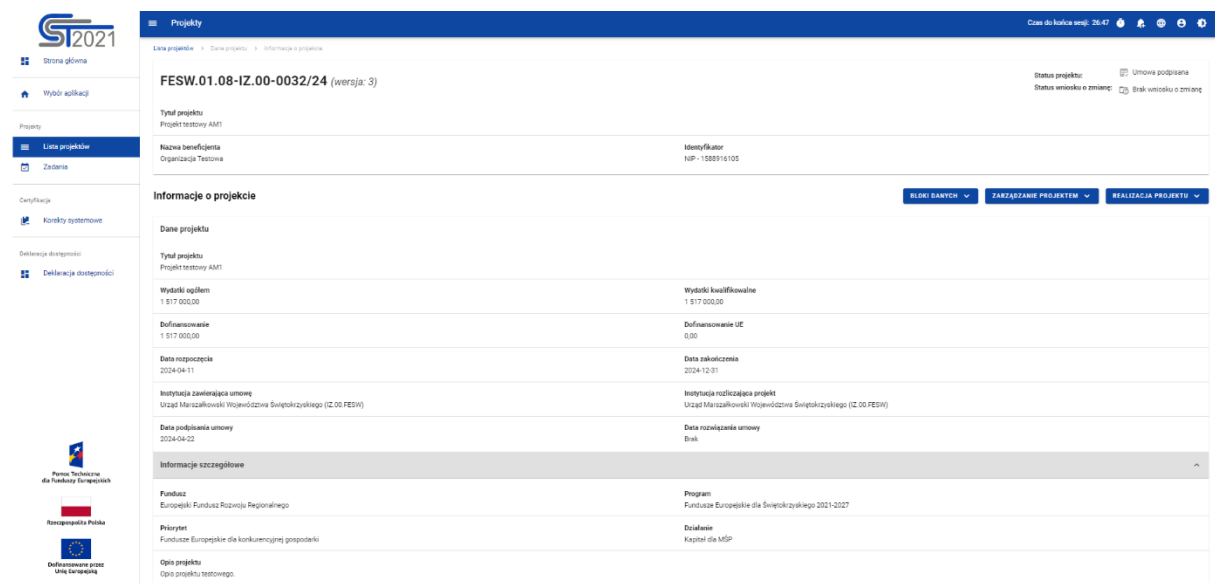 CST2021
Projekty
Czas do końca sesji: 26:47
Strona główna
Wybór aplikacji
Projekty
Lista projektów
Zadania
Certyfikacja
Korekty systemowe
Deklaracja dostępności
Deklaracja dostępności
Pomoc Techniczna
dla Funduszy Europejskich
Rzeczpospolita Polska
Dofinansowane przez
Unię Europejską
Lista projektów > Dane projektu > Informacje o projekcie
FESW.01.08-IZ.00-0032/24 (wersja: 3)
Status projektu: Umowa podpisana
Status wniosku o zmianę: Brak wniosku o zmianę
Tytuł projektu
Projekt testowy AM1
Nazwa beneficjenta Identyfikator
Organizacja Testowa NIP - 1588916105
Informacje o projekcie
BLOKI DANYCH ZARZĄDZANIE PROJEKTEM REALIZACJA PROJEKTU
Dane projektu
Tytuł projektu
Projekt testowy AM1
Wydatki ogółem Wydatki kwalifikowalne
1 517 000,00 1 517 000,00
Dofinansowanie Dofinansowanie UE
1 517 000,00 0,00
Data rozpoczęcia Data zakończenia
2024-04-11 2024-12-31
Instytucja zawierająca umowę Instytucja rozliczająca projekt
Urząd Marszałkowski Województwa Świętokrzyskiego (IZ.00.FESW) Urząd Marszałkowski Województwa Świętokrzyskiego (IZ.00.FESW)
Data podpisania umowy Data rozwiązania umowy
2024-04-22 Brak
Informacje szczegółowe
Fundusz Program
Europejski Fundusz Rozwoju Regionalnego Fundusze Europejskie dla Świętokrzyskiego 2021-2027
Priorytet Działanie
Fundusze Europejskie dla konkurencyjnej gospodarki Kapitał dla MŚP
Opis projektu
Opis projektu testowego.